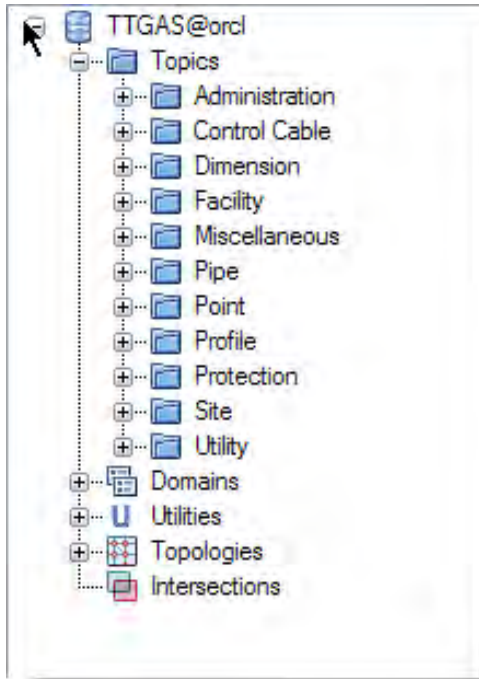 TTGAS@orcl
Topics
Administration
Control Cable
Dimension
Facility
Miscellaneous
Pipe
Point
Profile
Protection
Site
Utility
Domains
Utilities
Topologies
Intersections